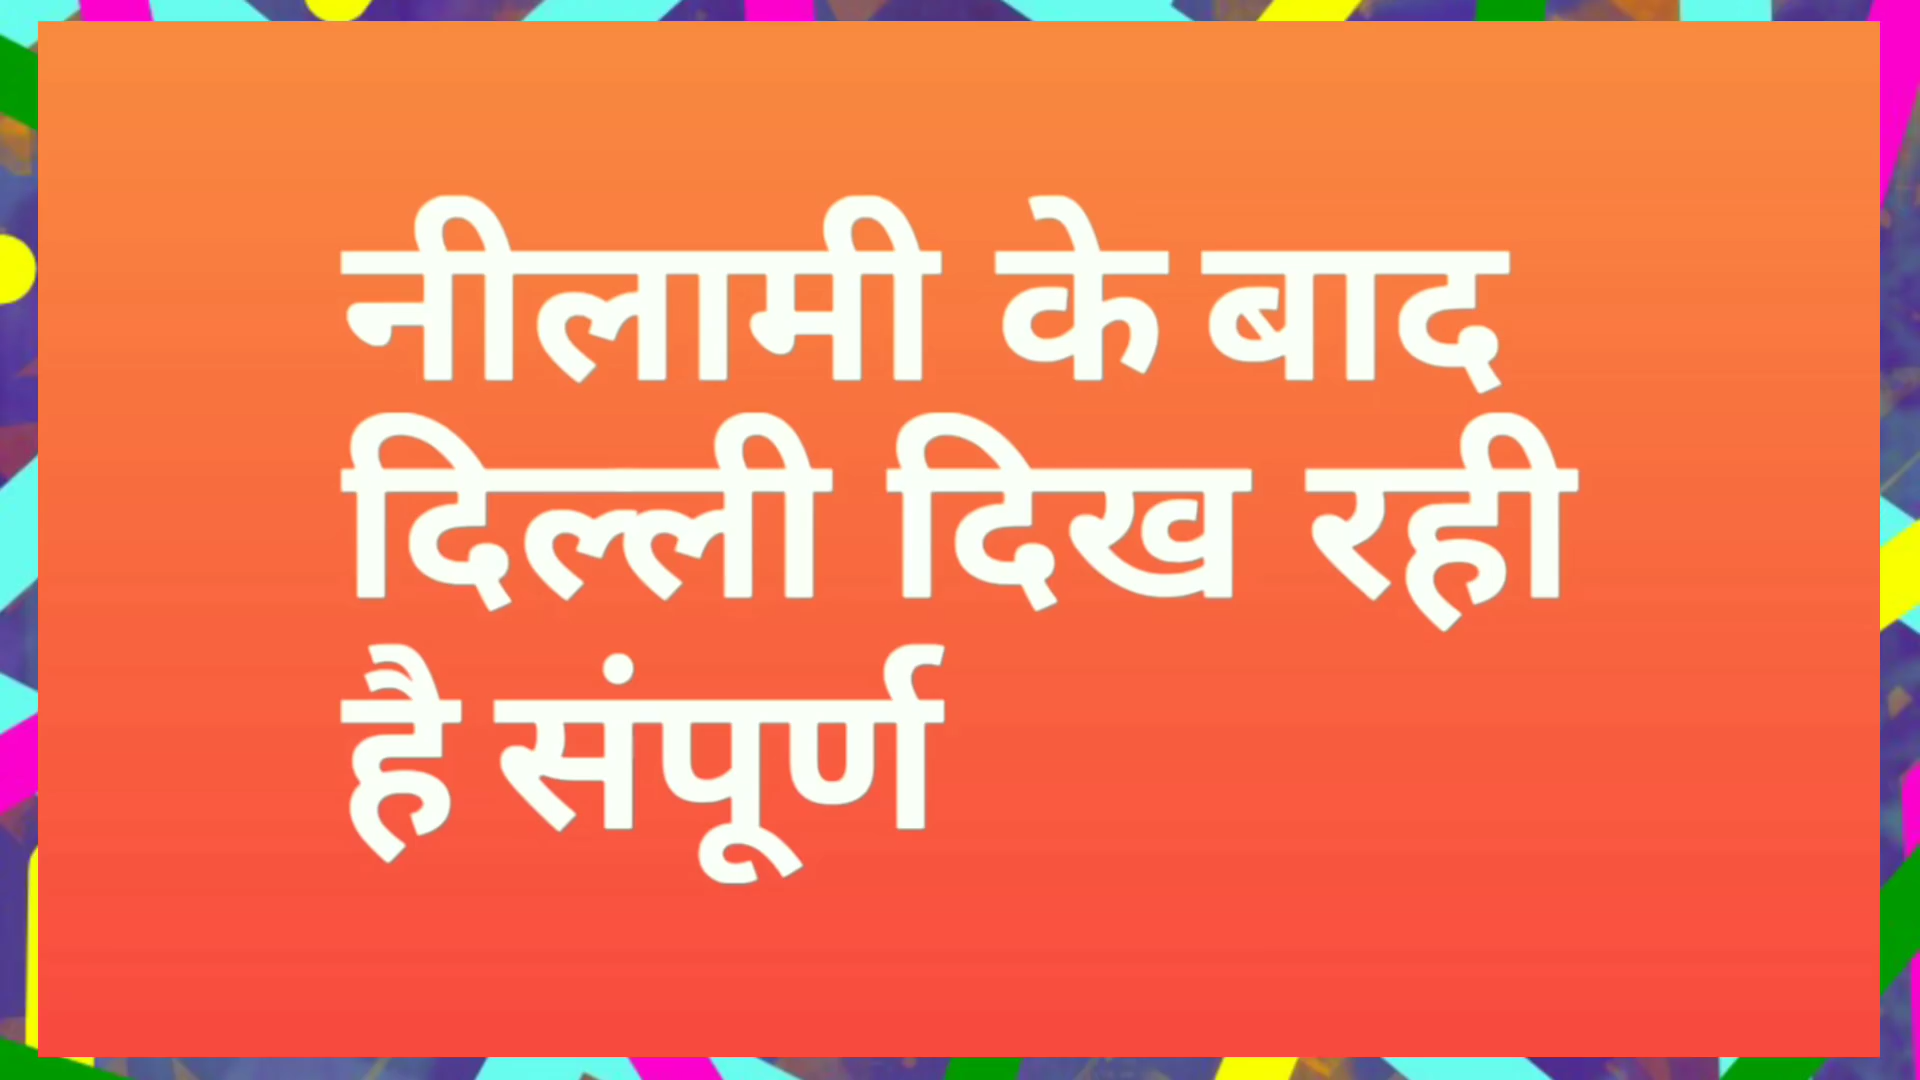 नीलामी के बाद
दिल्ली दिख रही
है संपूर्ण